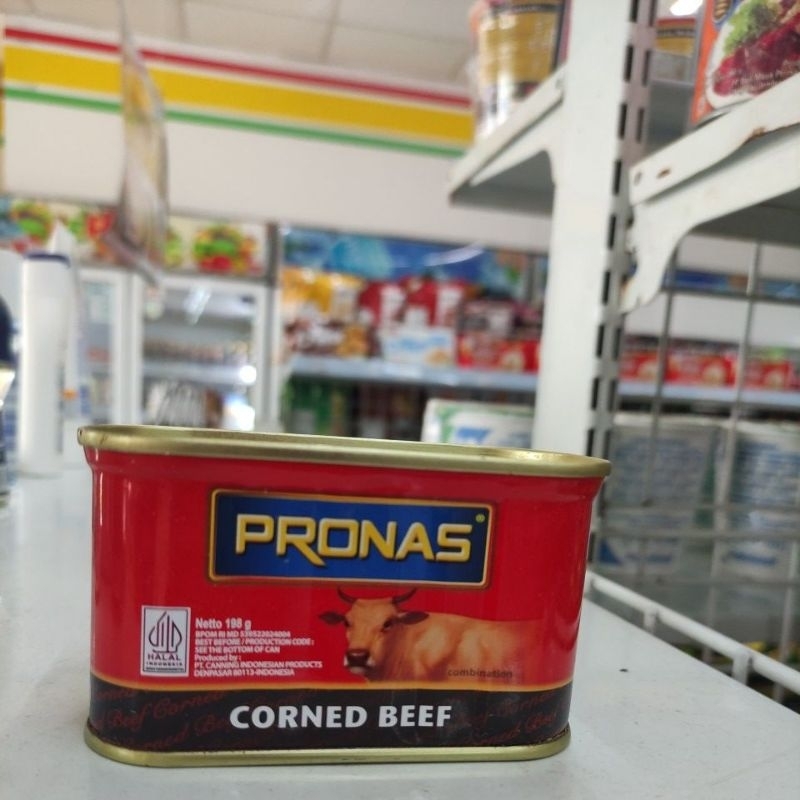 PRONAS
Netto 198 g
BPOM RI MD 539522024004
BEST BEFORE / PRODUCTION CODE :
SEE THE BOTTOM OF CAN
Produced by :
PT. CANNING INDONESIAN PRODUCTS
DENPASAR 80113-INDONESIA
HALAL
INDONESIA
combination
CORNED BEEF